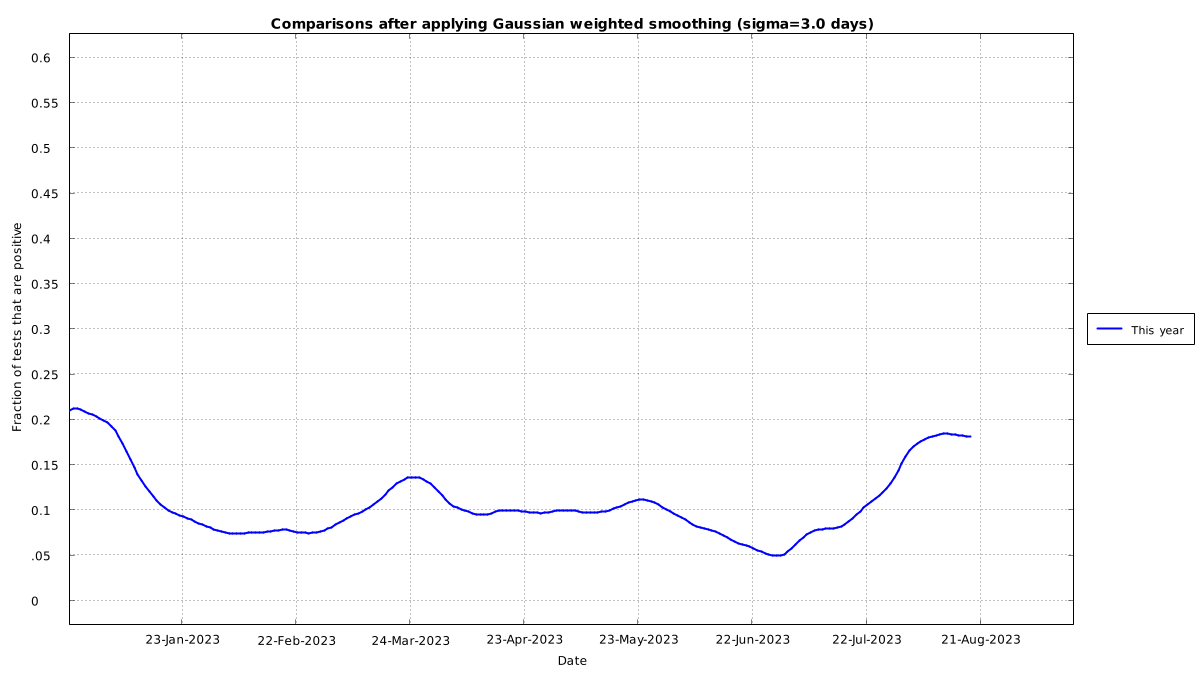 Comparisons after applying Gaussian weighted smoothing (sigma=3.0 days)
0.6
0.55
0.5
0.45
0.4
0.35
0.3
0.25
0.2
0.15
0.1
.05
0
Fraction of tests that are positive
This year
23-Jan-2023
22-Feb-2023
24-Mar-2023
23-Apr-2023
23-May-2023
22-Jun-2023
22-Jul-2023
21-Aug-2023
Date